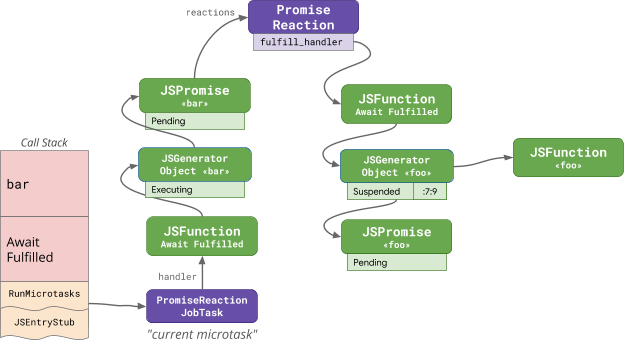 reactions
Promise
Reaction
fulfill_handler
JSPromise
«bar»
Pending
JSFunction
Await Fulfilled
Call Stack
bar
Await
Fulfilled
RunMicrotasks
JSEntryStub
JSGenerator
Object «bar»
Executing
JSGenerator
Object «foo»
Suspended :7:9
JSFunction
«foo»
JSFunction
Await Fulfilled
JSPromise
«foo»
Pending
handler
PromiseReaction
JobTask
"current microtask"